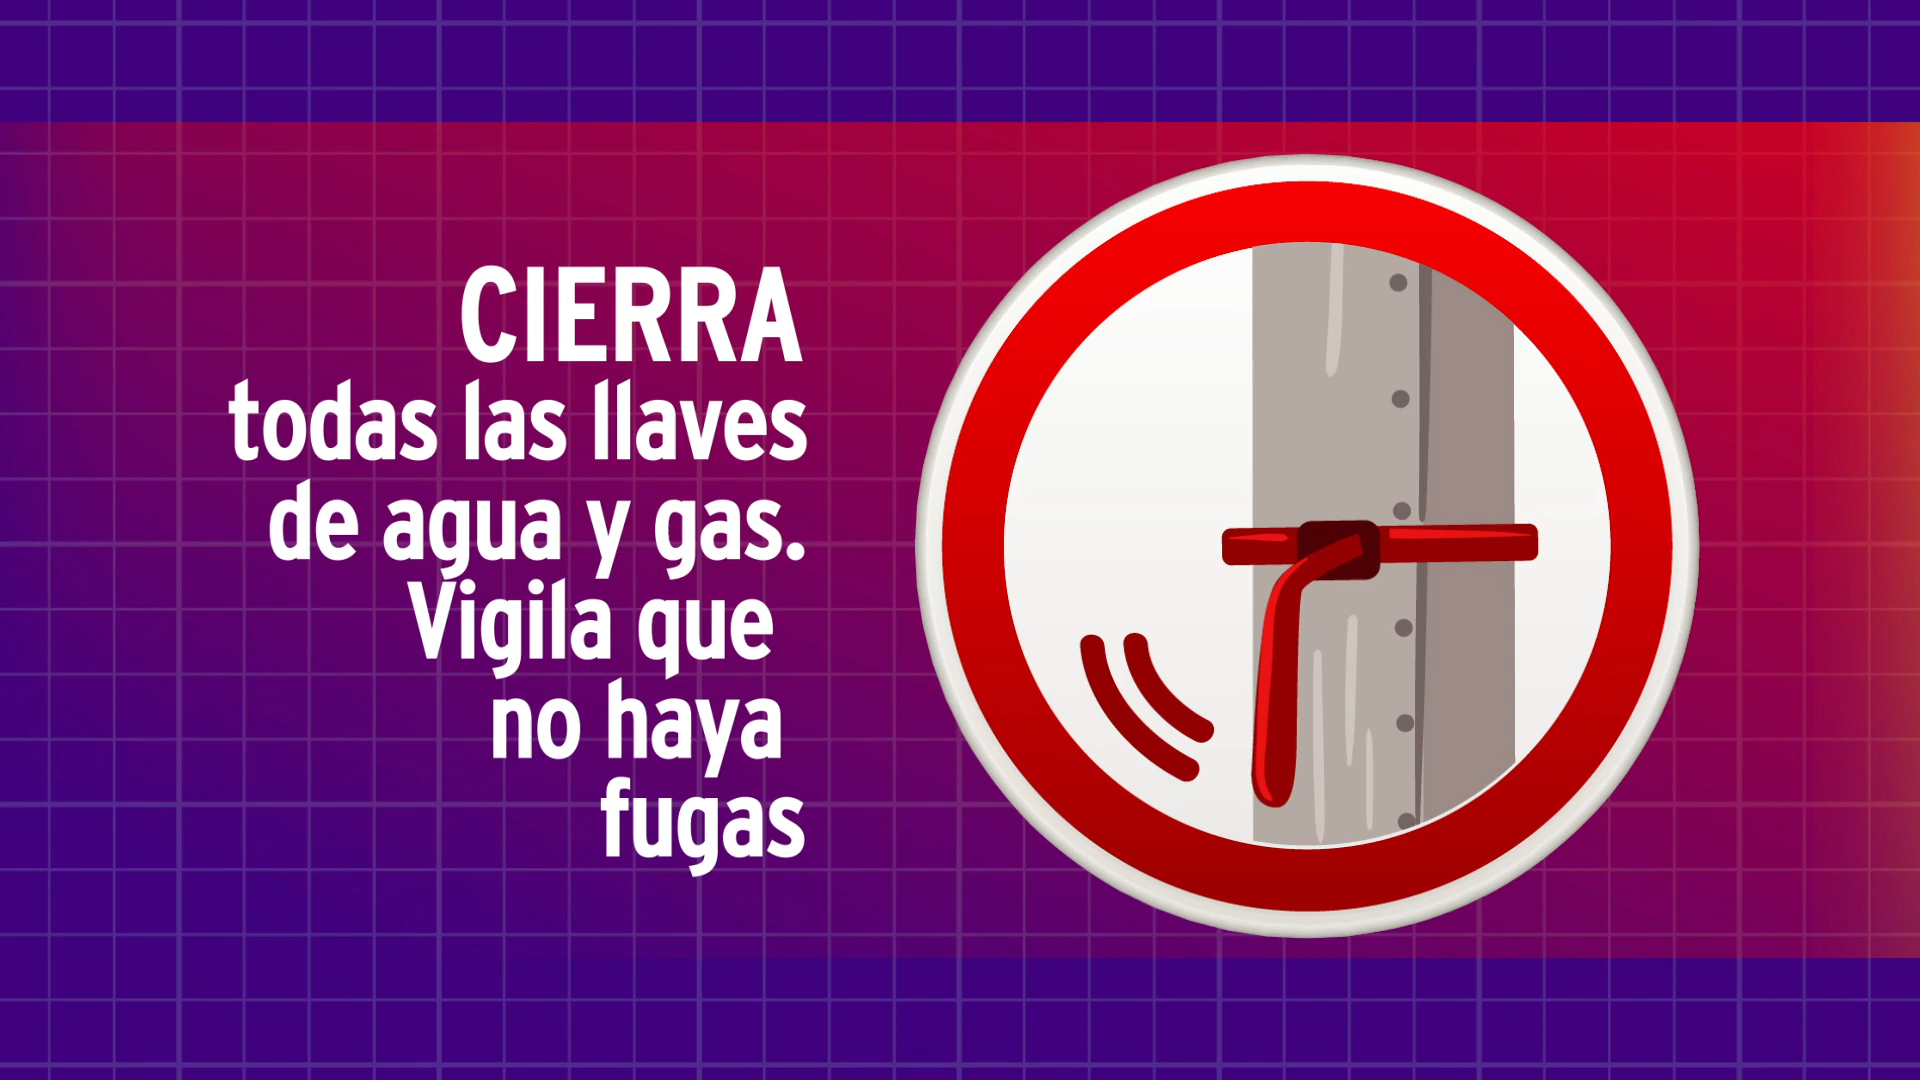 CIERRA
todas las llaves
de agua y gas.
Vigila que
no haya
fugas